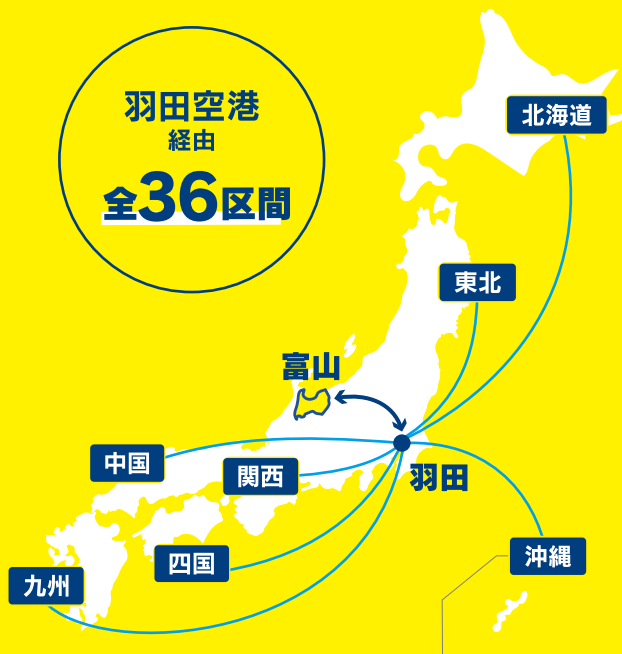 羽田空港
経由
全36区間
北海道
東北
富山
中国
関西
羽田
四国
沖縄
九州